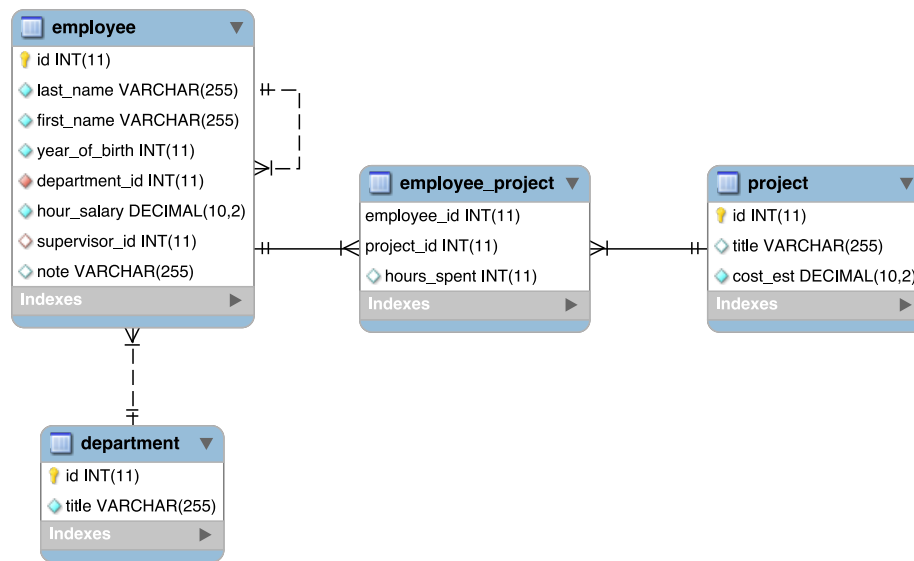 employee
id INT(11)
last_name VARCHAR(255)
first_name VARCHAR(255)
year_of_birth INT(11)
department_id INT(11)
hour_salary DECIMAL(10,2)
supervisor_id INT(11)
note VARCHAR(255)
Indexes
employee_project
employee_id INT(11)
project_id INT(11)
hours_spent INT(11)
Indexes
project
id INT(11)
title VARCHAR(255)
cost_est DECIMAL(10,2)
Indexes
department
id INT(11)
title VARCHAR(255)
Indexes